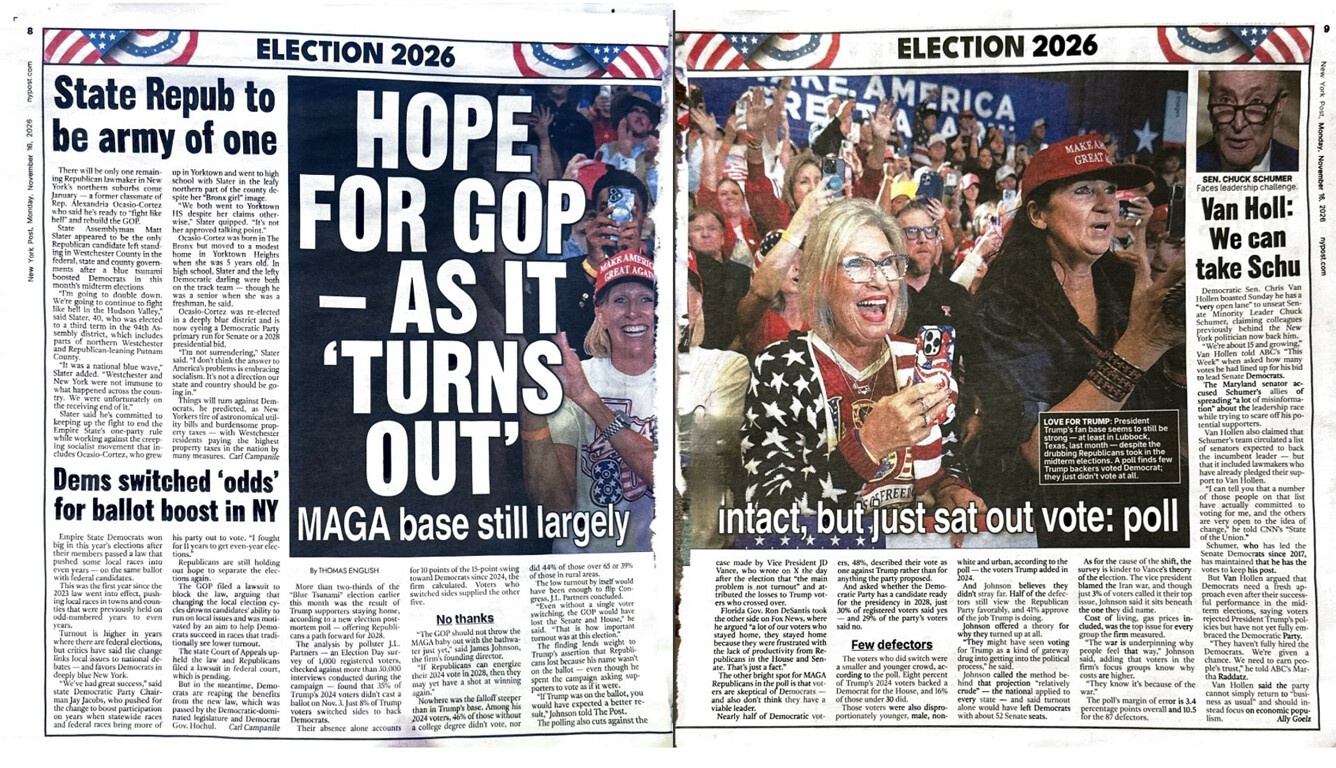 8
nypost.com
New York Post, Monday, November 16, 2026
ELECTION 2026
State Repub to
be army of one
There will be only one remain-
ing Republican lawmaker in New
York's northern suburbs come
January — a former classmate of
Rep. Alexandria Ocasio-Cortez
who said he's ready to "fight like
hell" and rebuild the GOP.
State Assemblyman Matt
Slater appeared to be the only
Republican candidate left stand-
ing in Westchester County in the
federal, state and county govern-
ments after a blue tsunami
boosted Democrats in this
month's midterm elections
"I'm going to double down.
We're going to continue to fight
like hell in the Hudson Valley,"
said Slater, 40, who was elected
to a third term in the 94th As-
sembly district, which includes
parts of northern Westchester
and Republican-leaning Putnam
County.
"It was a national blue wave,"
Slater added. "Westchester and
New York were not immune to
what happened across the coun-
try. We were unfortunately on
the receiving end of it."
Slater said he's committed to
keeping up the fight to end the
Empire State's one-party rule
while working against the creep-
ing socialist movement that in-
cludes Ocasio-Cortez, who grew
up in Yorktown and went to high
school with Slater in the leafy
northern part of the county de-
spite her "Bronx girl" image.
"We both went to Yorktown
HS despite her claims other-
wise," Slater quipped. "It's not
her approved talking point."
Ocasio-Cortez was born in The
Bronx but moved to a modest
home in Yorktown Heights
when she was 5 years old. In
high school, Slater and the lefty
Democratic darling were both
on the track team — though he
was a senior when she was a
freshman, he said.
Ocasio-Cortez was re-elected
in a deeply blue district and is
now eyeing a Democratic Party
primary run for Senate or a 2028
presidential bid.
"I'm not surrendering," Slater
said. "I don't think the answer to
America's problems is embracing
socialism. It's not a direction our
state and country should be go-
ing in."
Things will turn against Dem-
ocrats, he predicted, as New
Yorkers tire of astronomical util-
ity bills and burdensome prop-
erty taxes — with Westchester
residents paying the highest
property taxes in the nation by
many measures. Carl Campanile
Dems switched 'odds'
for ballot boost in NY
Empire State Democrats won
big in this year's elections after
their members passed a law that
pushed some local races into
even years — on the same ballot
with federal candidates.
This was the first year since the
2023 law went into effect, push-
ing local races in towns and coun-
ties that were previously held on
odd-numbered years to even
years.
Turnout is higher in years
where there are federal elections,
but critics have said the change
links local issues to national de-
bates — and favors Democrats in
deeply blue New York.
"We've had great success," said
state Democratic Party Chair-
man Jay Jacobs, who pushed for
the change to boost participation
on years when statewide races
and federal races bring more of
his party out to vote. "I fought
for 11 years to get even-year elec-
tions."
Republicans are still holding
out hope to separate the elec-
tions again.
The GOP filed a lawsuit to
block the law, arguing that
changing the local election cy-
cles drowns candidates' ability to
run on local issues and was moti-
vated by an aim to help Demo-
crats succeed in races that tradi-
tionally see lower turnout.
The state Court of Appeals up-
held the law and Republicans
filed a lawsuit in federal court,
which is pending.
But in the meantime, Demo-
crats are reaping the benefits
from the new law, which was
passed by the Democratic-domi-
nated legislature and Democrat
Gov. Hochul. Carl Campanile
HOPE
FOR GOP
— AS IT
'TURNS
OUT'
MAKE AMERICA
GREAT AGAIN
MAGA base still largely
By THOMAS ENGLISH
More than two-thirds of the
"Blue Tsunami" election earlier
this month was the result of
Trump supporters staying home,
according to a new election post-
mortem poll — offering Republi-
cans a path forward for 2028.
The analysis by pollster J.L.
Partners — an Election Day sur-
vey of 1,000 registered voters,
checked against more than 30,000
interviews conducted during the
campaign — found that 35% of
Trump's 2024 voters didn't cast a
ballot on Nov. 3. Just 8% of Trump
voters switched sides to back
Democrats.
Their absence alone accounts
for 10 points of the 15-point swing
toward Democrats since 2024, the
firm calculated. Voters who
switched sides supplied the other
five.
No thanks
"The GOP should not throw the
MAGA baby out with the bathwa-
ter just yet," said James Johnson,
the firm's founding director.
"If Republicans can energize
their 2024 vote in 2028, then they
may yet have a shot at winning
again."
Nowhere was the falloff steeper
than in Trump's base. Among his
2024 voters, 46% of those without
a college degree didn't vote, nor
did 44% of those over 65 or 39%
of those in rural areas.
The low turnout by itself would
have been enough to flip Con-
gress, J.L. Partners concluded.
"Even without a single voter
switching, the GOP would have
lost the Senate and House," he
said. "That is how important
turnout was at this election."
The finding lends weight to
Trump's assertion that Republi-
cans lost because his name wasn't
on the ballot — even though he
spent the campaign asking sup-
porters to vote as if it were.
"If Trump was on the ballot, you
would have expected a better re-
sult," Johnson told The Post.
The polling also cuts against the
9
New York Post, Monday, November 16, 2026
nypost.com
ELECTION 2026
MAKE AMERICA
GREAT AGAIN
MAKE AM
GREAT
LOVE FOR TRUMP: President
Trump's fan base seems to still be
strong — at least in Lubbock,
Texas, last month — despite the
drubbing Republicans took in the
midterm elections. A poll finds few
Trump backers voted Democrat;
they just didn't vote at all.
intact, but just sat out vote: poll
case made by Vice President JD
Vance, who wrote on X the day
after the election that "the main
problem is not turnout" and at-
tributed the losses to Trump voters
who crossed over.
Florida Gov. Ron DeSantis took
the other side on Fox News, where
he argued "a lot of our voters who
stayed home, they stayed home
because they were frustrated with
the lack of productivity from Re-
publicans in the House and Sen-
ate. That's just a fact."
The other bright spot for MAGA
Republicans in the poll is that vot-
ers are skeptical of Democrats —
and also don't think they have a
viable leader.
Nearly half of Democratic vot-
ers, 48%, described their vote as
one against Trump rather than for
anything the party proposed.
And asked whether the Demo-
cratic Party has a candidate ready
for the presidency in 2028, just
30% of registered voters said yes
— and 29% of the party's voters
said no.
Few defectors
The voters who did switch were
a smaller and younger crowd, ac-
cording to the poll. Eight percent
of Trump's 2024 voters backed a
Democrat for the House, and 16%
of those under 30 did.
Those voters were also dispro-
portionately younger, male, non-
white and urban, according to the
poll — the voters Trump added in
2024.
And Johnson believes they
didn't stray far. Half of the defec-
tors still view the Republican
Party favorably, and 41% approve
of the job Trump is doing.
Johnson offered a theory for
why they turned up at all.
"They might have seen voting
for Trump as a kind of gateway
drug into getting into the political
process," he said.
Johnson called the method be-
hind that projection "relatively
crude" — the national applied to
every state — and said turnout
alone would have left Democrats
with about 52 Senate seats.
As for the cause of the shift, the
survey is kinder to Vance's theory
of the election. The vice president
blamed the Iran war, and though
just 3% of voters called it their top
issue, Johnson said it sits beneath
the one they did name.
Cost of living, gas prices in-
cluded, was the top issue for every
group the firm measured.
"The war is underpinning why
people feel that way," Johnson
said, adding that voters in the
firm's focus groups know why
costs are higher.
"They know it's because of the
war."
The poll's margin of error is 3.4
percentage points overall and 10.5
for the 87 defectors.
SEN. CHUCK SCHUMER
Faces leadership challenge.
Van Holl:
We can
take Schu
Democratic Sen. Chris Van
Hollen boasted Sunday he has a
"very open lane" to unseat Sen-
ate Minority Leader Chuck
Schumer, claiming colleagues
previously behind the New
York politician now back him.
"We're about 15 and growing,"
Van Hollen told ABC's "This
Week" when asked how many
votes he had lined up for his bid
to lead Senate Democrats.
The Maryland senator ac-
cused Schumer's allies of
spreading "a lot of misinforma-
tion" about the leadership race
while trying to scare off his po-
tential supporters.
Van Hollen also claimed that
Schumer's team circulated a list
of senators expected to back
the incumbent leader — but
that it included lawmakers who
have already pledged their sup-
port to Van Hollen.
"I can tell you that a number
of those people on that list
have actually committed to
voting for me, and the others
are very open to the idea of
change," he told CNN's "State
of the Union."
Schumer, who has led the
Senate Democrats since 2017,
has maintained that he has the
votes to keep his post.
But Van Hollen argued that
Democrats need a fresh ap-
proach even after their success-
ful performance in the mid-
term elections, saying voters
rejected President Trump's poli-
cies but have not yet fully em-
braced the Democratic Party.
"They haven't fully hired the
Democrats. We're given a
chance. We need to earn peo-
ple's trust," he told ABC's Mar-
tha Raddatz.
Van Hollen said the party
cannot simply return to "busi-
ness as usual" and should in-
stead focus on economic popu-
lism. Ally Goelz